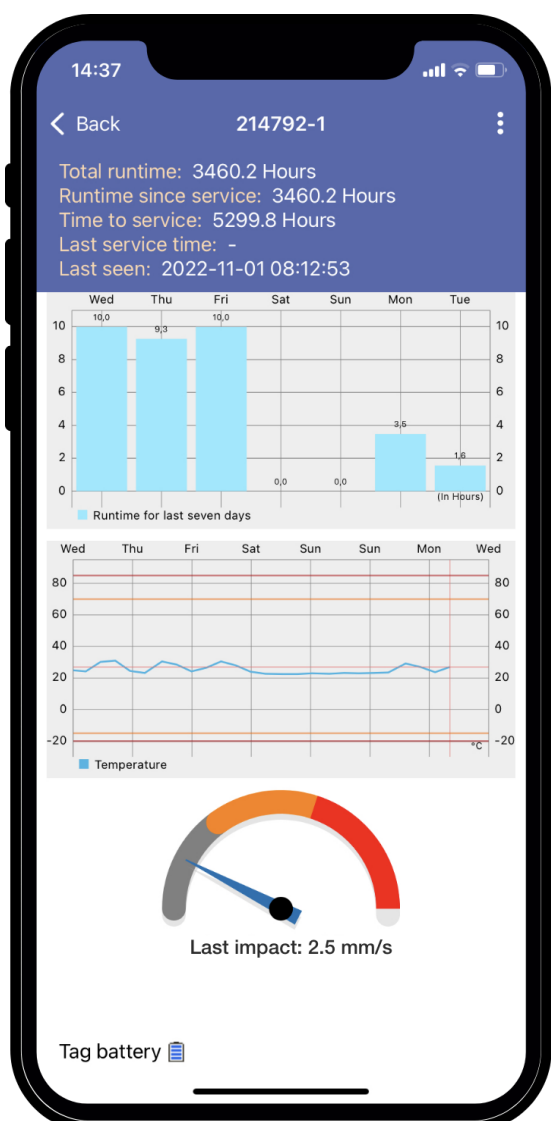 14:37
Back 214792-1
Total runtime: 3460.2 Hours
Runtime since service: 3460.2 Hours
Time to service: 5299.8 Hours
Last service time: -
Last seen: 2022-11-01 08:12:53
Wed Thu Fri Sat Sun Mon Tue
10 10,0 9,3 10,0 10
8 8
6 6
4 3,5 4
2 1,6 2
0 0,0 0,0 (In Hours) 0
Runtime for last seven days
Wed Thu Fri Sat Sun Sun Mon Wed
80 80
60 60
40 40
20 20
0 0
-20 °C -20
Temperature
Last impact: 2.5 mm/s
Tag battery